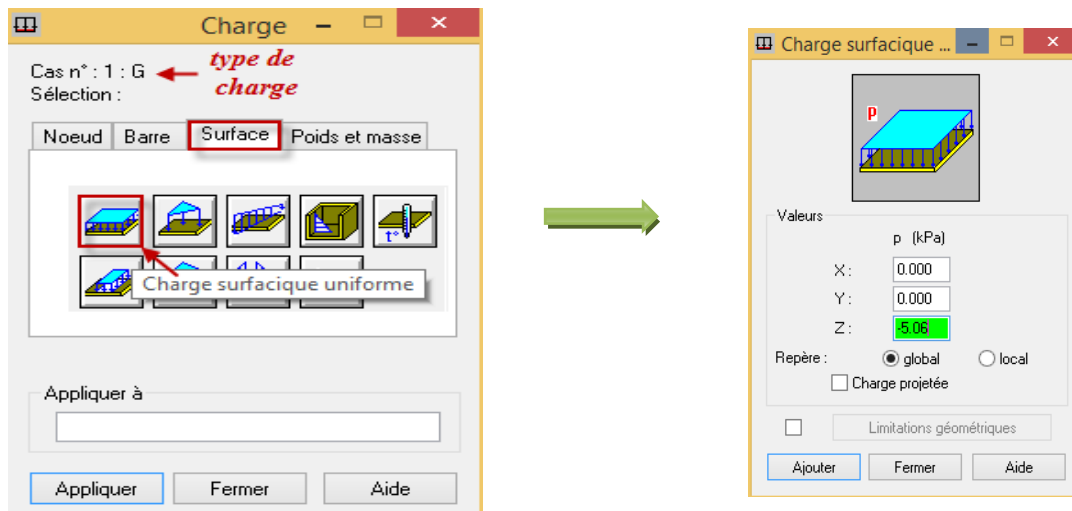 Charge
Cas n° : 1 : G
type de
charge
Sélection :
Noeud Barre Surface Poids et masse
t°
Charge surfacique uniforme
Appliquer à
Appliquer Fermer Aide
Charge surfacique ...
p
Valeurs
p (kPa)
X : 0.000
Y : 0.000
Z : -5.06
Repère : global local
Charge projetée
Limitations géométriques
Ajouter Fermer Aide